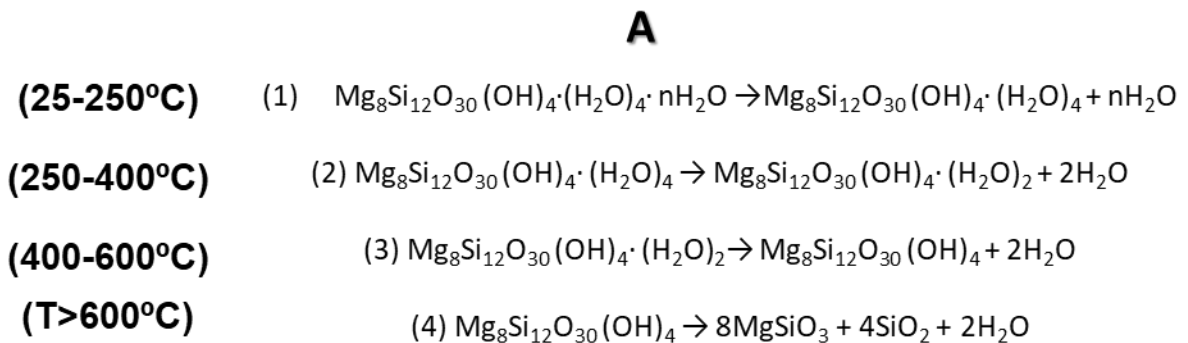 A
(25-250ºC) (1) Mg₈Si₁₂O₃₀(OH)₄·(H₂O)₄· nH₂O →Mg₈Si₁₂O₃₀(OH)₄· (H₂O)₄ + nH₂O
(250-400ºC) (2) Mg₈Si₁₂O₃₀(OH)₄· (H₂O)₄ → Mg₈Si₁₂O₃₀(OH)₄· (H₂O)₂ + 2H₂O
(400-600ºC) (3) Mg₈Si₁₂O₃₀(OH)₄· (H₂O)₂→ Mg₈Si₁₂O₃₀(OH)₄ + 2H₂O
(T>600ºC) (4) Mg₈Si₁₂O₃₀(OH)₄ → 8MgSiO₃ + 4SiO₂ + 2H₂O